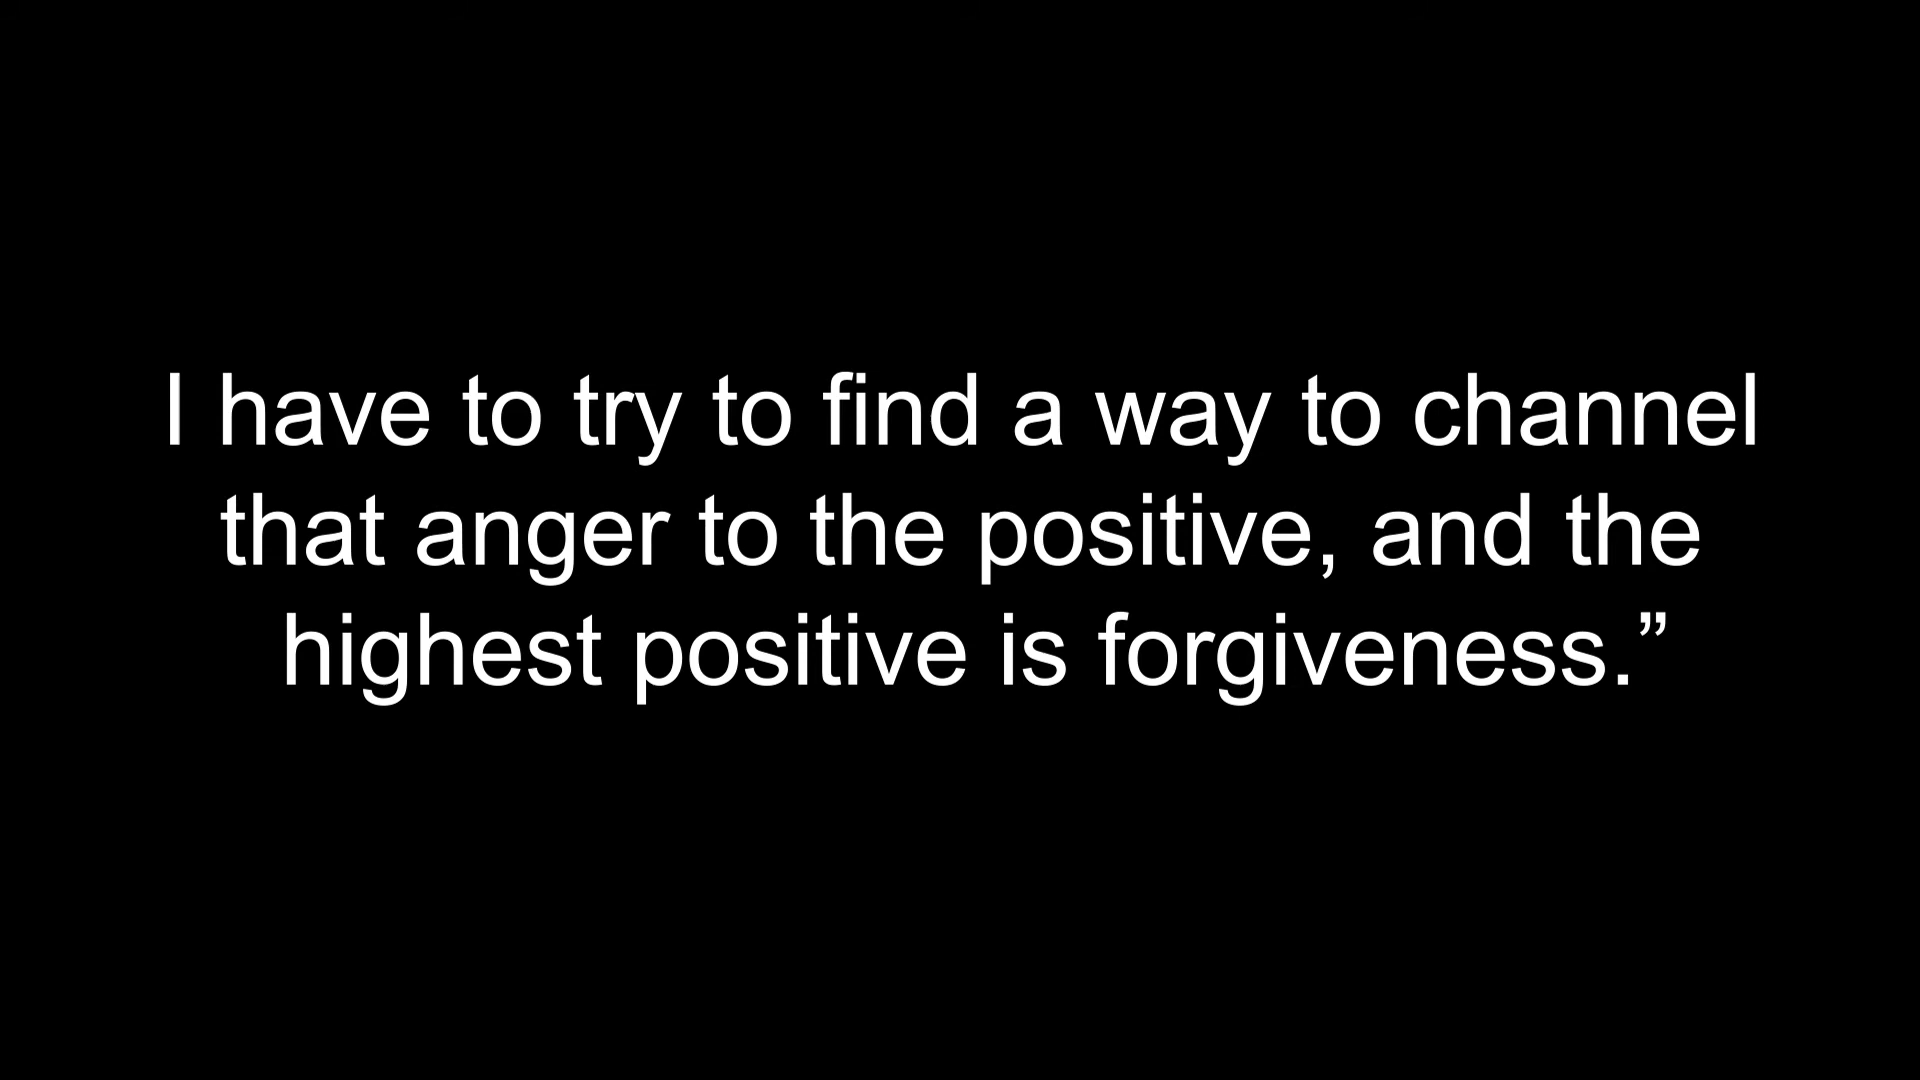 I have to try to find a way to channel
that anger to the positive, and the
highest positive is forgiveness.”